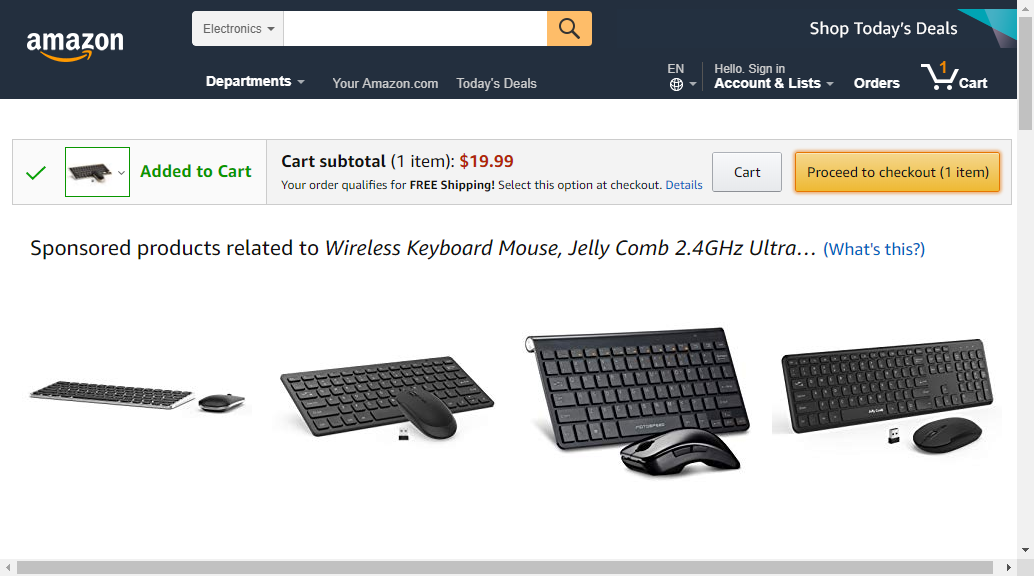 amazon
Electronics
Shop Today's Deals
Departments
Your Amazon.com
Today's Deals
EN
Hello. Sign in
Account & Lists
Orders
1
Cart
Added to Cart
Cart subtotal (1 item): $19.99
Your order qualifies for FREE Shipping! Select this option at checkout. Details
Cart
Proceed to checkout (1 item)
Sponsored products related to Wireless Keyboard Mouse, Jelly Comb 2.4GHz Ultra… (What's this?)
MOTOSPEED
Jelly Comb